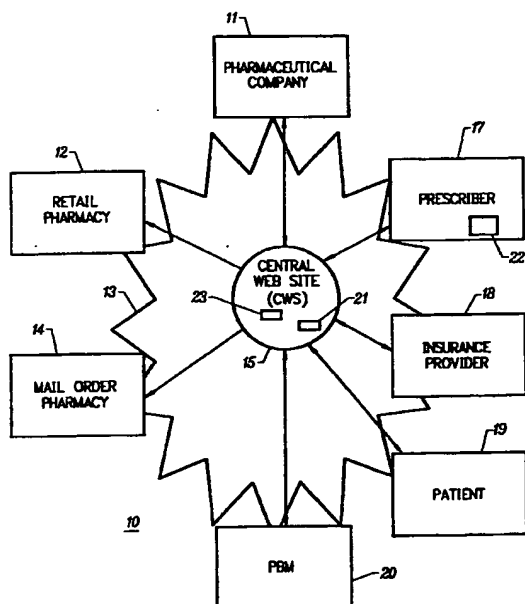 11
PHARMACEUTICAL
COMPANY
12
RETAIL
PHARMACY
17
PRESCRIBER
22
CENTRAL
WEB SITE
(CWS)
23
21
15
13
14
MAIL ORDER
PHARMACY
18
INSURANCE
PROVIDER
19
PATIENT
10
PBM
20